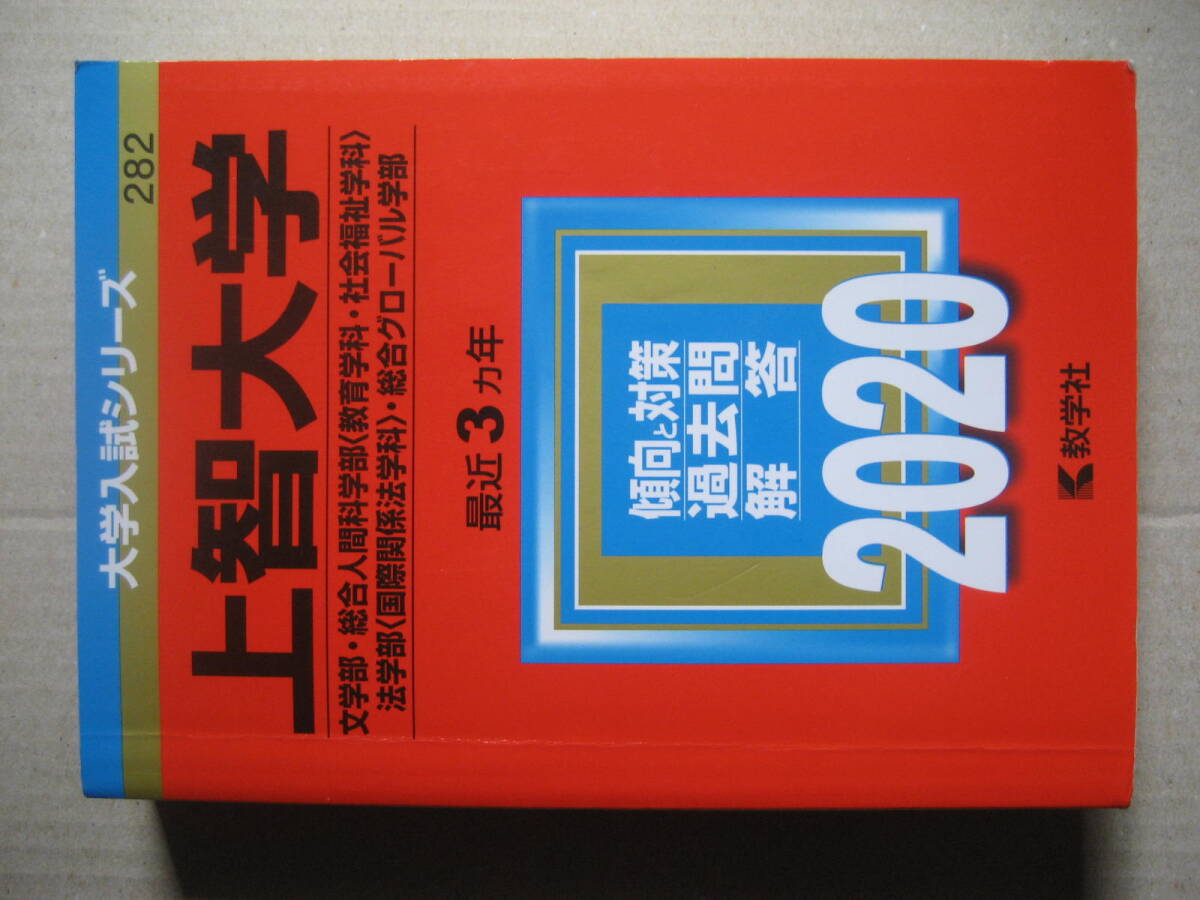 大学入試シリーズ
282
上智大学
文学部・総合人間科学部〈教育学科・社会福祉学科〉
法学部〈国際関係法学科〉・総合グローバル学部
最近3カ年
傾向と対策
過去問
解答
2020
教学社